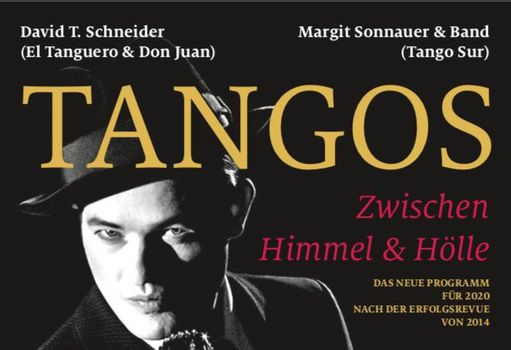 David T. Schneider
(El Tanguero & Don Juan)
Margit Sonnauer & Band
(Tango Sur)
TANGOS
Zwischen
Himmel & Hölle
DAS NEUE PROGRAMM
FÜR 2020
NACH DER ERFOLGSREVUE
VON 2014